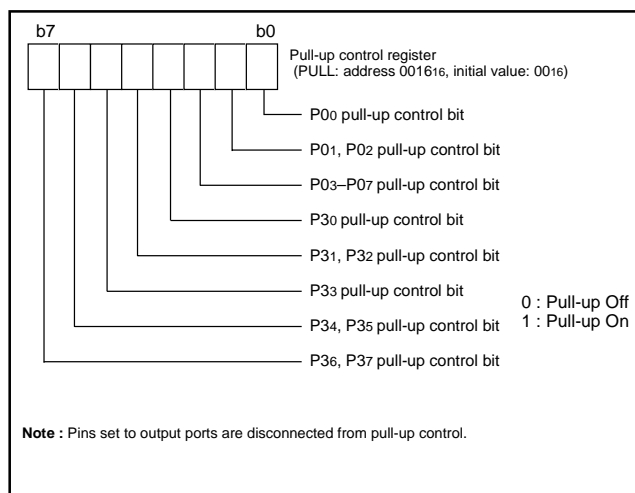 b7 b0
Pull-up control register
(PULL: address 001616, initial value: 0016)
P00 pull-up control bit
P01, P02 pull-up control bit
P03–P07 pull-up control bit
P30 pull-up control bit
P31, P32 pull-up control bit
P33 pull-up control bit
P34, P35 pull-up control bit
P36, P37 pull-up control bit
0 : Pull-up Off
1 : Pull-up On
Note : Pins set to output ports are disconnected from pull-up control.